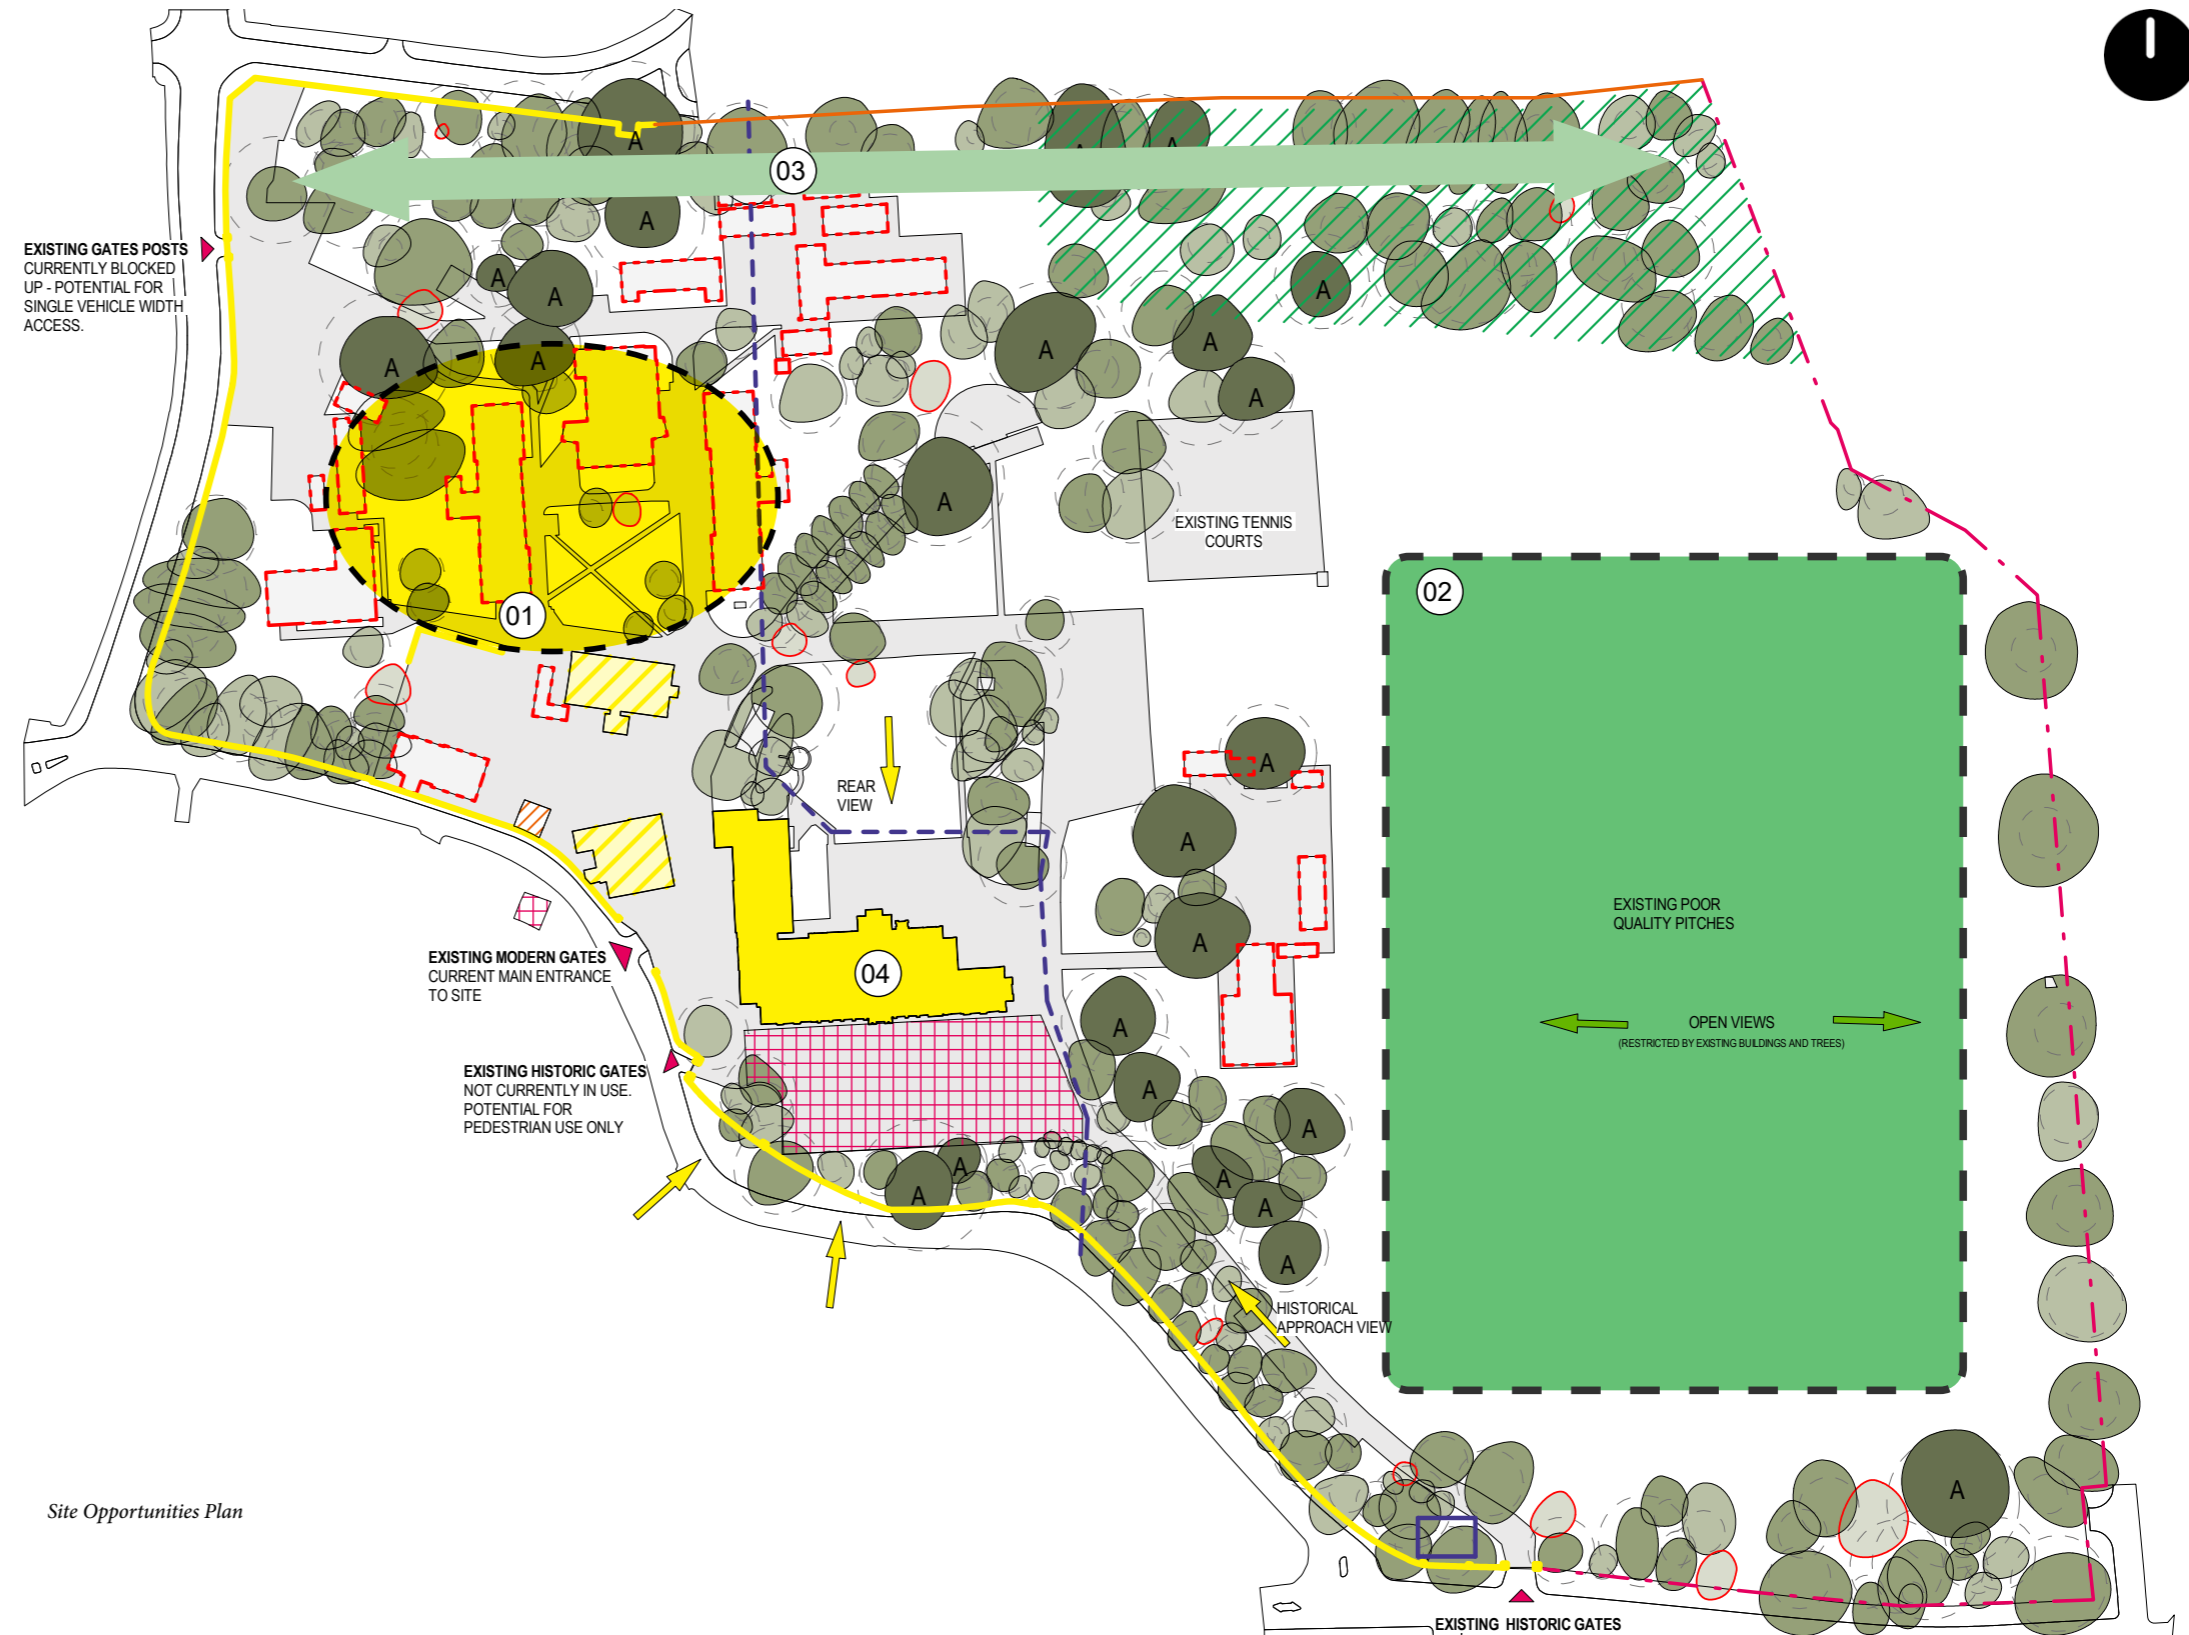 A
A
A
03
A
EXISTING GATES POSTS
CURRENTLY BLOCKED
UP - POTENTIAL FOR
SINGLE VEHICLE WIDTH
ACCESS.
A
A
A
A
A
A
A
A
A
A
EXISTING TENNIS
COURTS
02
01
A
REAR
VIEW
A
EXISTING POOR
QUALITY PITCHES
A
EXISTING MODERN GATES
CURRENT MAIN ENTRANCE
TO SITE
04
A
OPEN VIEWS
(RESTRICTED BY EXISTING BUILDINGS AND TREES)
EXISTING HISTORIC GATES
NOT CURRENTLY IN USE.
POTENTIAL FOR
PEDESTRIAN USE ONLY
A
A
A
A
A
A
A
HISTORICAL
APPROACH VIEW
A
Site Opportunities Plan
EXISTING HISTORIC GATES